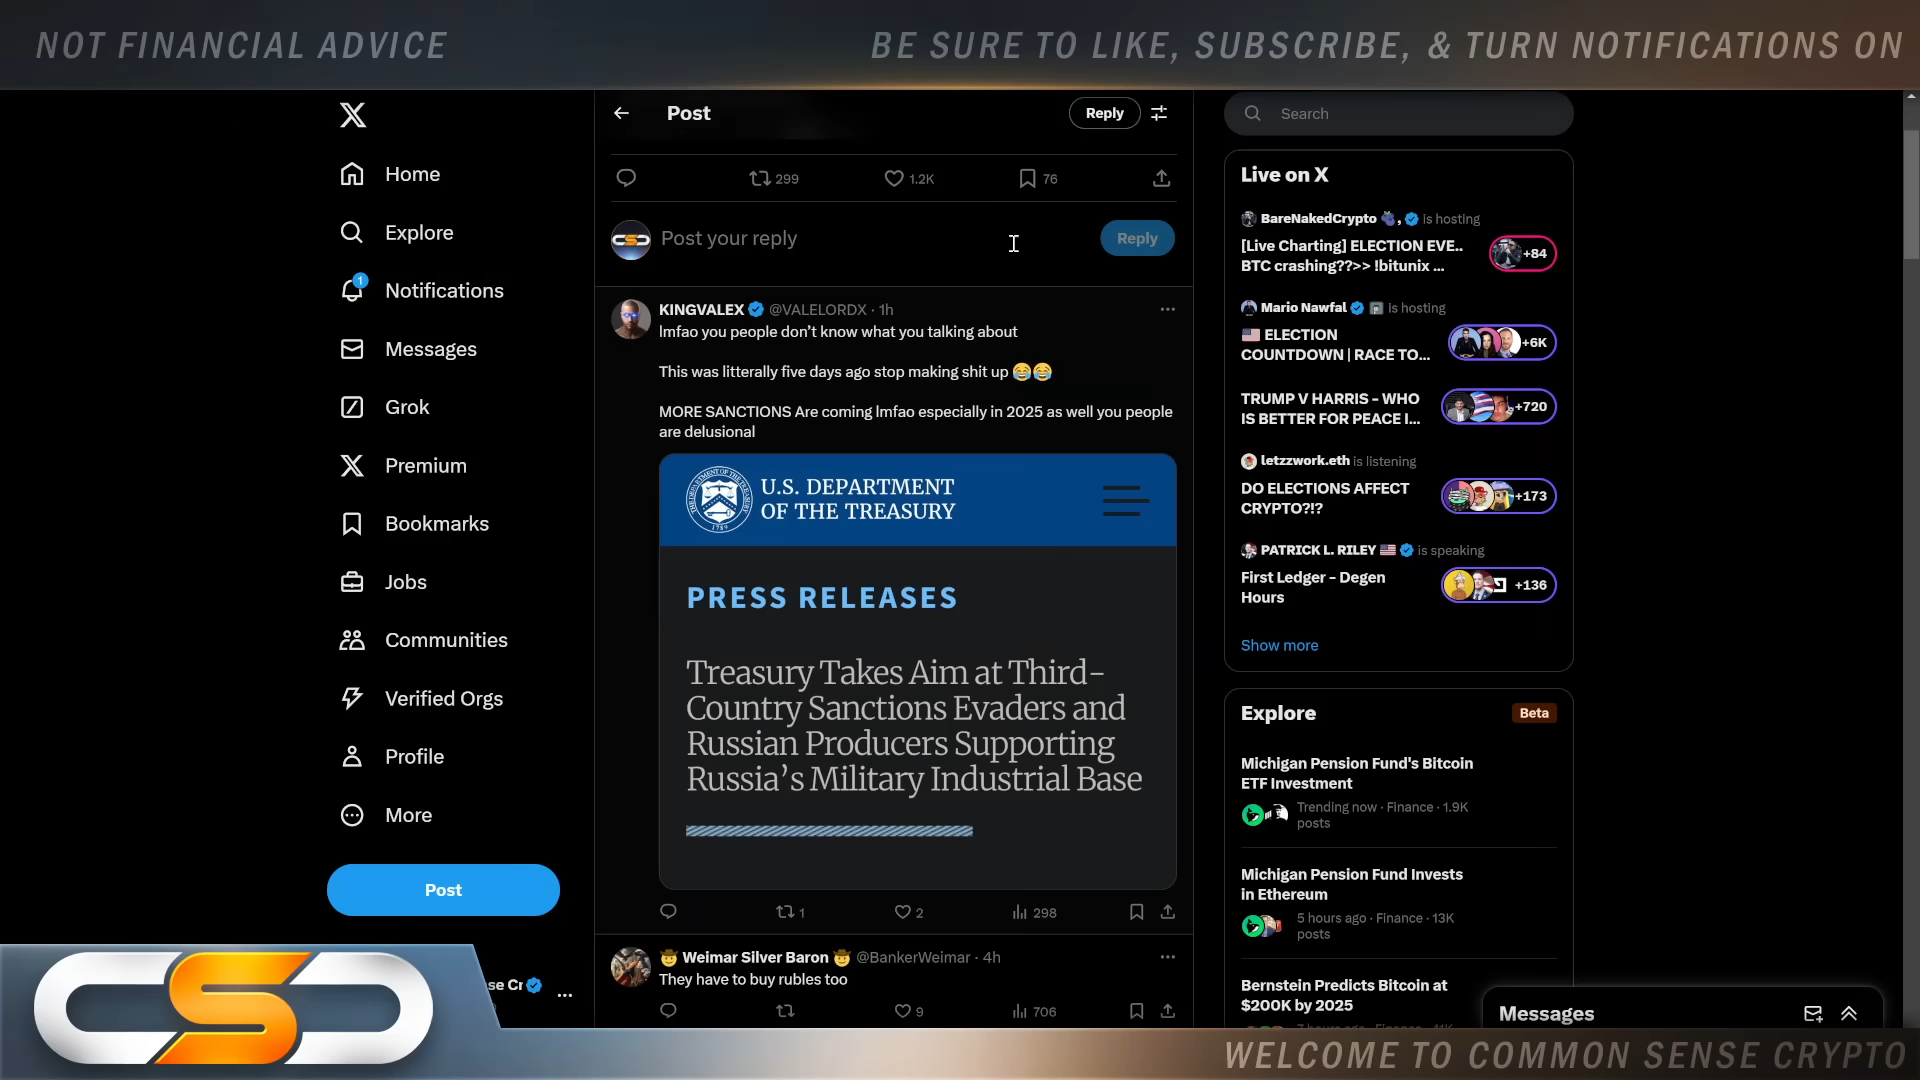 NOT FINANCIAL ADVICE
BE SURE TO LIKE, SUBSCRIBE, & TURN NOTIFICATIONS ON
Home
Explore
1
Notifications
Messages
Grok
Premium
Bookmarks
Jobs
Communities
Verified Orgs
Profile
More
Post
se Cr
Post
Reply
299
1.2K
76
Post your reply
Reply
KINGVALEX @VALELORDX · 1h
lmfao you people don't know what you talking about
This was litterally five days ago stop making shit up 😂😂
MORE SANCTIONS Are coming lmfao especially in 2025 as well you people
are delusional
U.S. DEPARTMENT
OF THE TREASURY
1789
PRESS RELEASES
Treasury Takes Aim at Third-
Country Sanctions Evaders and
Russian Producers Supporting
Russia's Military Industrial Base
1
2
298
🤠 Weimar Silver Baron 🤠 @BankerWeimar · 4h
They have to buy rubles too
9
706
Search
Live on X
BareNakedCrypto 🍇, is hosting
[Live Charting] ELECTION EVE..
BTC crashing??>> !bitunix ...
+84
Mario Nawfal is hosting
🇺🇸 ELECTION
COUNTDOWN | RACE TO...
+6K
TRUMP V HARRIS - WHO
IS BETTER FOR PEACE I...
+720
letzzwork.eth is listening
DO ELECTIONS AFFECT
CRYPTO?!?
+173
PATRICK L. RILEY 🇺🇸 is speaking
First Ledger - Degen
Hours
+136
Show more
Explore
Beta
Michigan Pension Fund's Bitcoin
ETF Investment
Trending now · Finance · 1.9K
posts
Michigan Pension Fund Invests
in Ethereum
5 hours ago · Finance · 13K
posts
Bernstein Predicts Bitcoin at
$200K by 2025
Messages
CSC
WELCOME TO COMMON SENSE CRYPTO